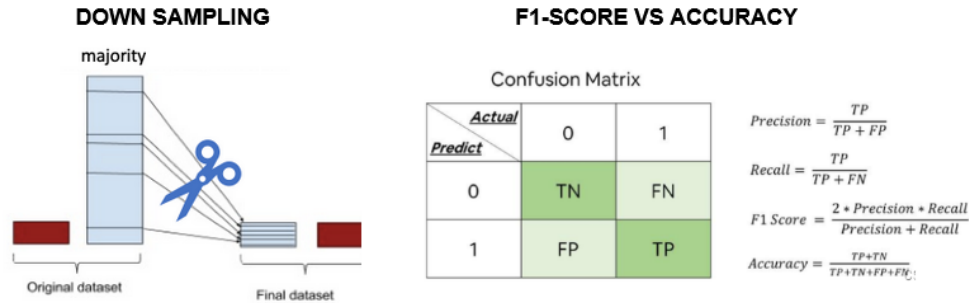 DOWN SAMPLING
majority
Original dataset
Final dataset
F1-SCORE VS ACCURACY
Confusion Matrix
Actual
Predict
0 1
0 TN FN
1 FP TP
Precision = TP / TP + FP
Recall = TP / TP + FN
F1 Score = 2 * Precision * Recall / Precision + Recall
Accuracy = TP+TN / TP+TN+FP+FN